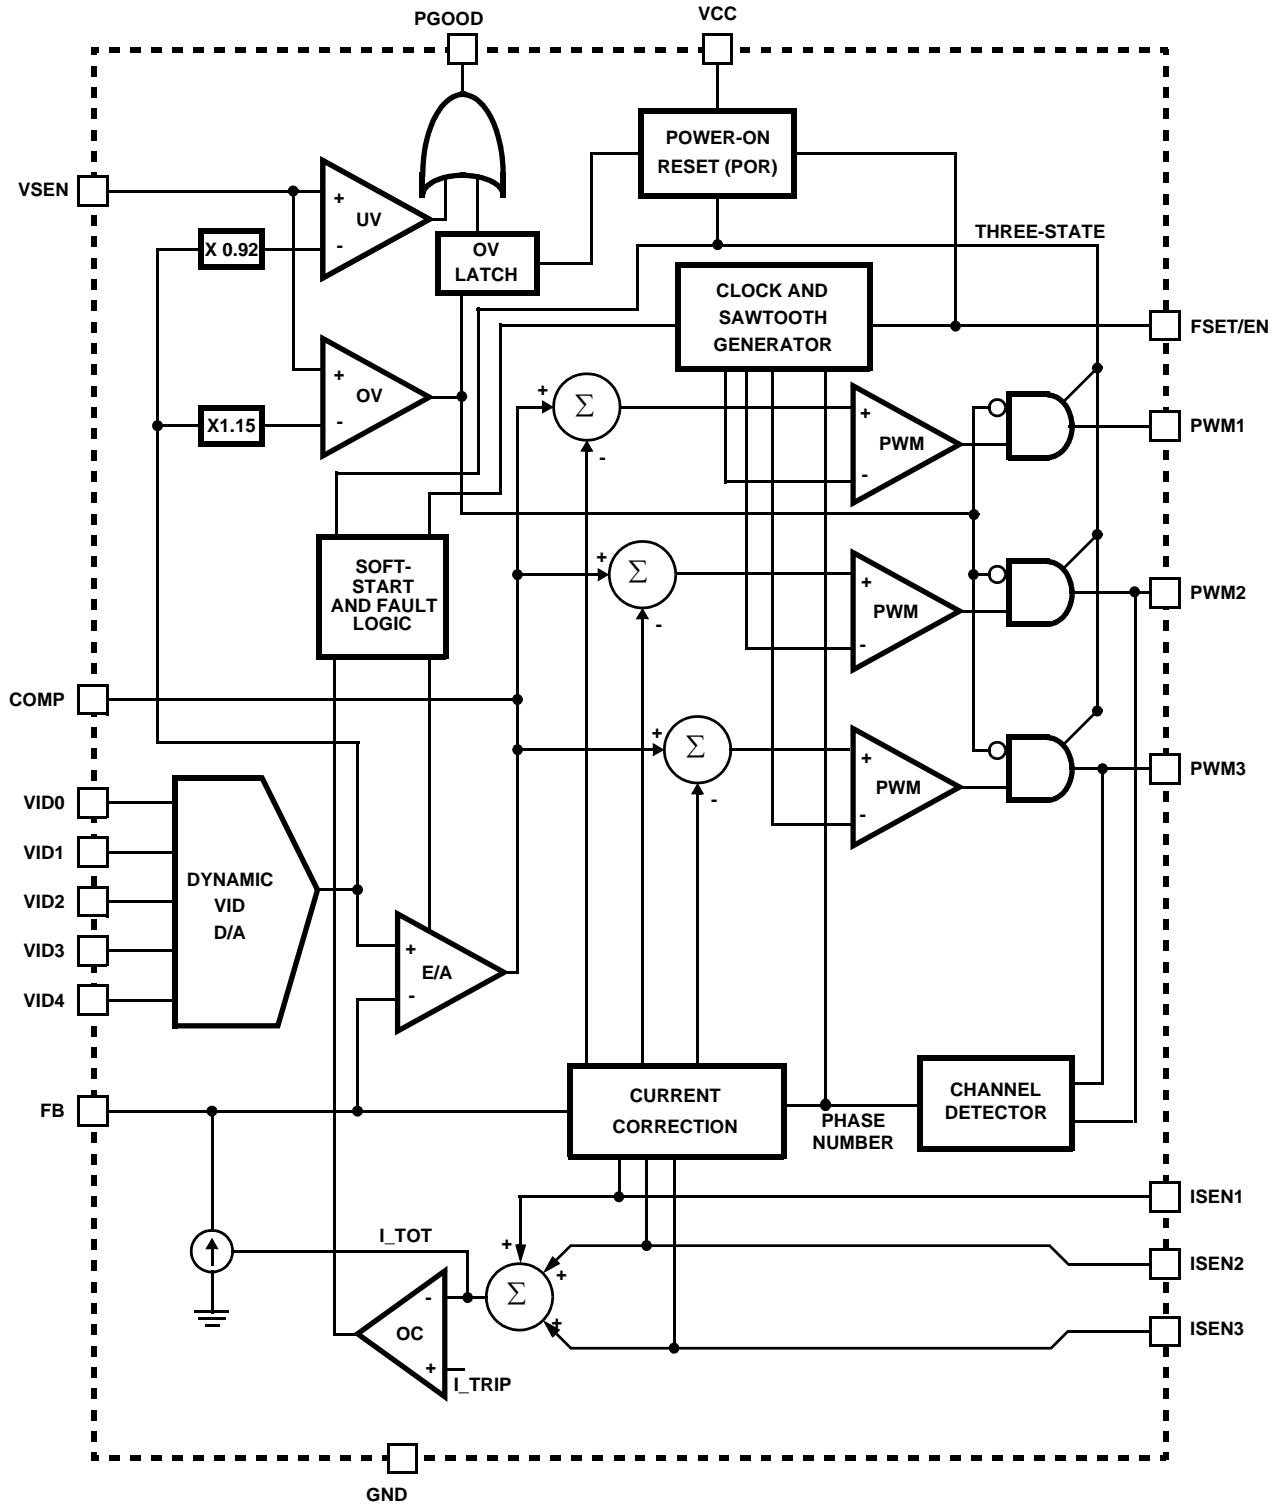 PGOOD
VCC
POWER-ON
RESET (POR)
VSEN
+
UV
-
X 0.92
OV
LATCH
THREE-STATE
CLOCK AND
SAWTOOTH
GENERATOR
FSET/EN
+
OV
-
X1.15
+
Σ
-
+
PWM
-
PWM1
SOFT-
START
AND FAULT
LOGIC
+
Σ
-
+
PWM
-
PWM2
COMP
+
Σ
-
+
PWM
-
PWM3
VID0
VID1
VID2
VID3
VID4
DYNAMIC
VID
D/A
+
E/A
-
FB
CURRENT
CORRECTION
PHASE
NUMBER
CHANNEL
DETECTOR
ISEN1
I_TOT
+
+
Σ
+
ISEN2
-
OC
+
I_TRIP
ISEN3
GND